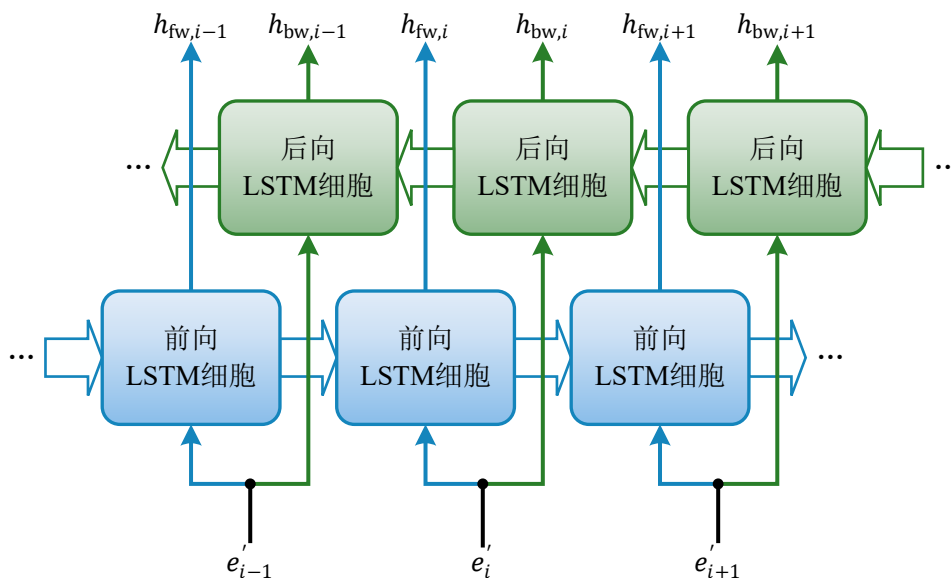 h_{fw,i−1} h_{bw,i−1} h_{fw,i} h_{bw,i} h_{fw,i+1} h_{bw,i+1}
后向
LSTM细胞
后向
LSTM细胞
后向
LSTM细胞
...
...
前向
LSTM细胞
前向
LSTM细胞
前向
LSTM细胞
...
...
e'_{i−1} e'_{i} e'_{i+1}